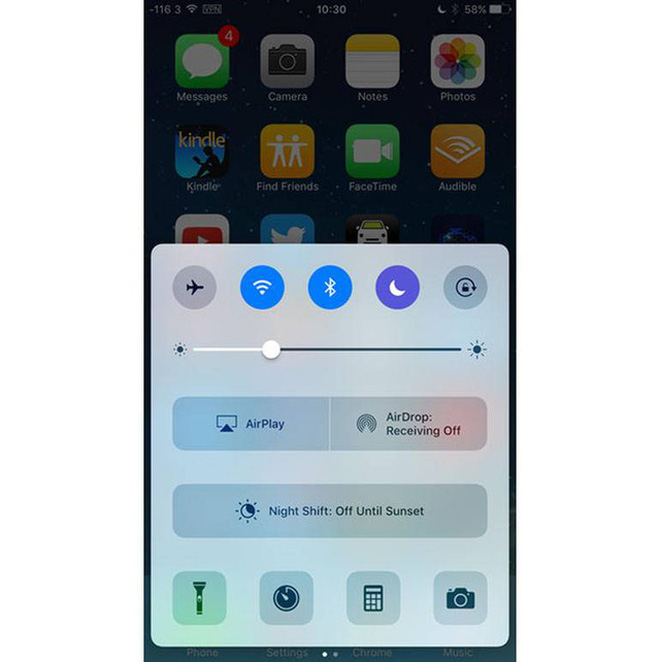 -116 3 VPN 10:30 58%
4
Messages Camera Notes Photos
kindle
Kindle Find Friends FaceTime Audible
AirPlay
AirDrop:
Receiving Off
Night Shift: Off Until Sunset
Phone Settings Chrome Music